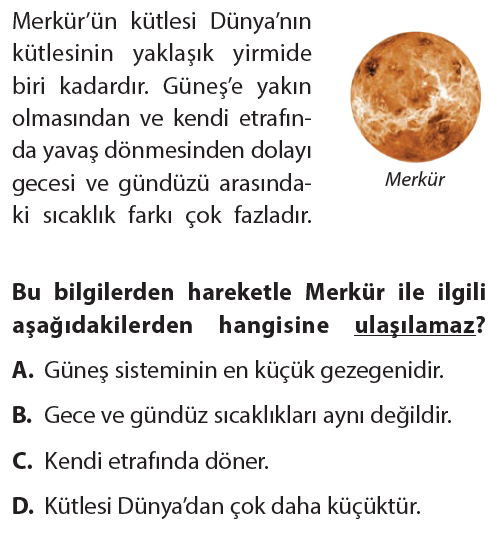 Merkür’ün kütlesi Dünya’nın
kütlesinin yaklaşık yirmide
biri kadardır. Güneş’e yakın
olmasından ve kendi etrafın-
da yavaş dönmesinden dolayı
gecesi ve gündüzü arasında-
ki sıcaklık farkı çok fazladır.
Merkür
Bu bilgilerden hareketle Merkür ile ilgili
aşağıdakilerden hangisine ulaşılamaz?
A. Güneş sisteminin en küçük gezegenidir.
B. Gece ve gündüz sıcaklıkları aynı değildir.
C. Kendi etrafında döner.
D. Kütlesi Dünya’dan çok daha küçüktür.